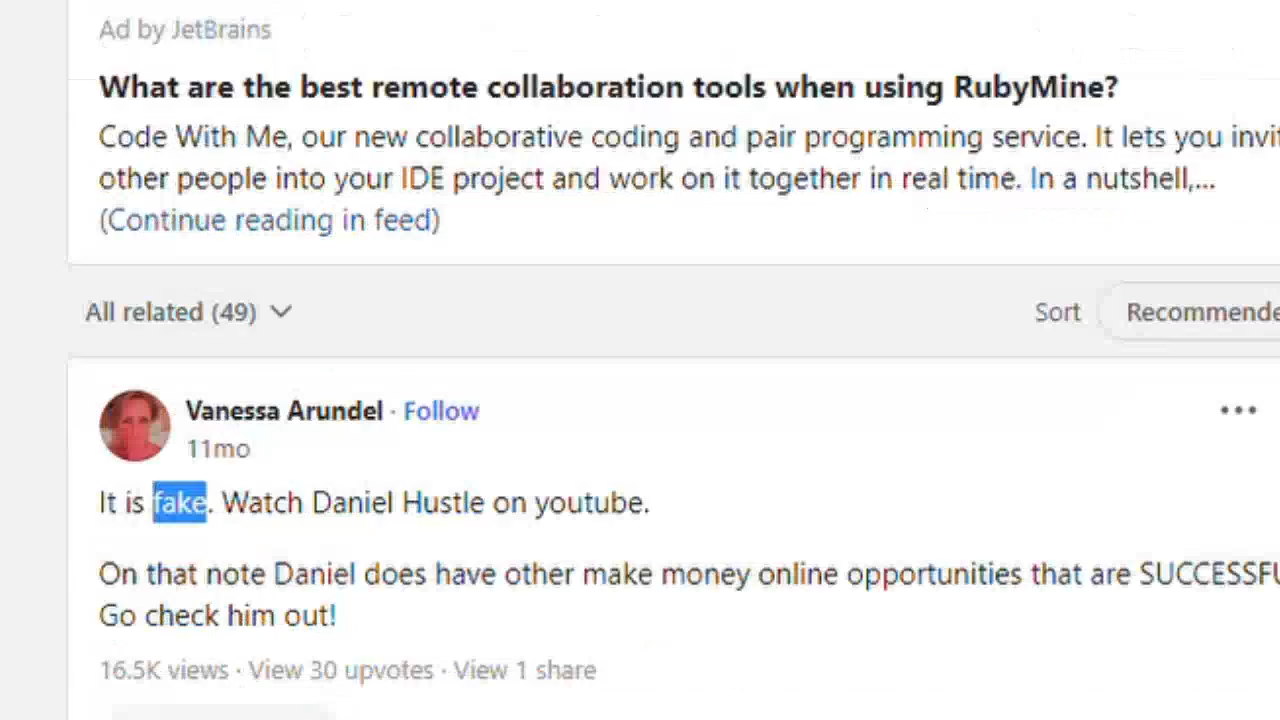 Ad by JetBrains
What are the best remote collaboration tools when using RubyMine?
Code With Me, our new collaborative coding and pair programming service. It lets you invi
other people into your IDE project and work on it together in real time. In a nutshell,...
(Continue reading in feed)
All related (49)
Sort Recommende
Vanessa Arundel · Follow
11mo
It is fake. Watch Daniel Hustle on youtube.
On that note Daniel does have other make money online opportunities that are SUCCESSFU
Go check him out!
16.5K views · View 30 upvotes · View 1 share